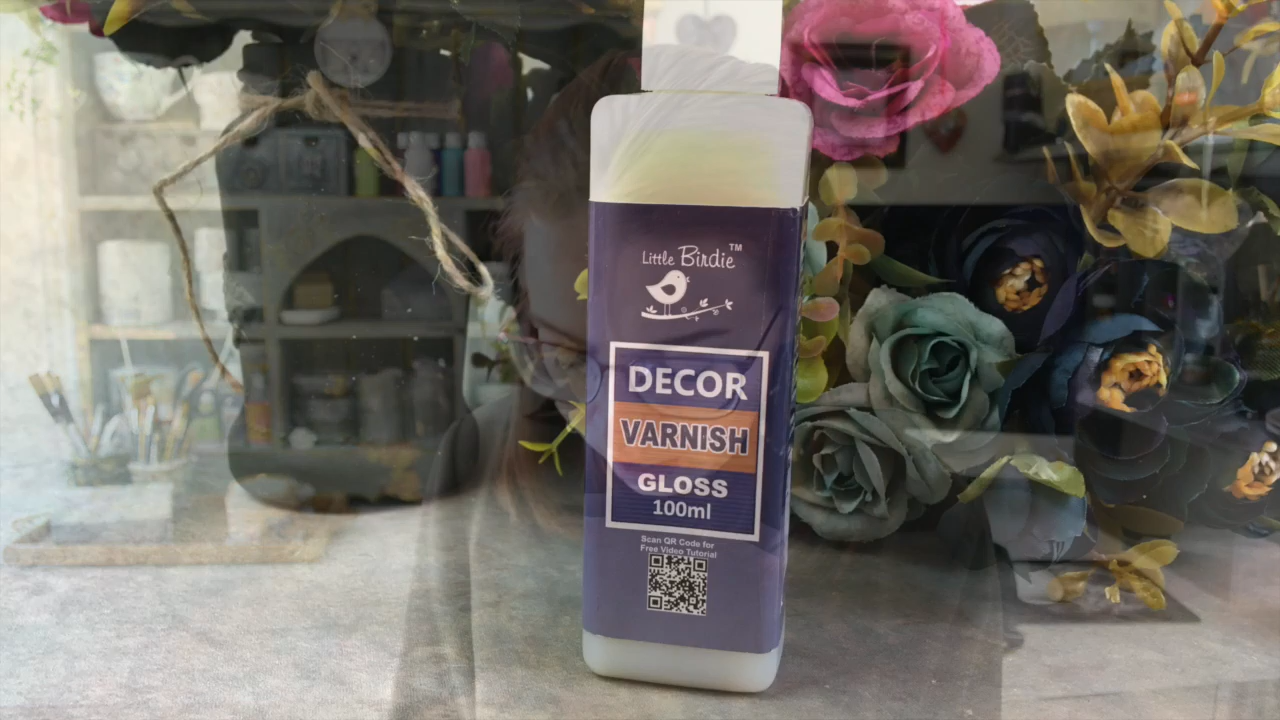 Little Birdie™
DECOR
VARNISH
GLOSS
100ml
Scan QR Code for
Free Video Tutorial